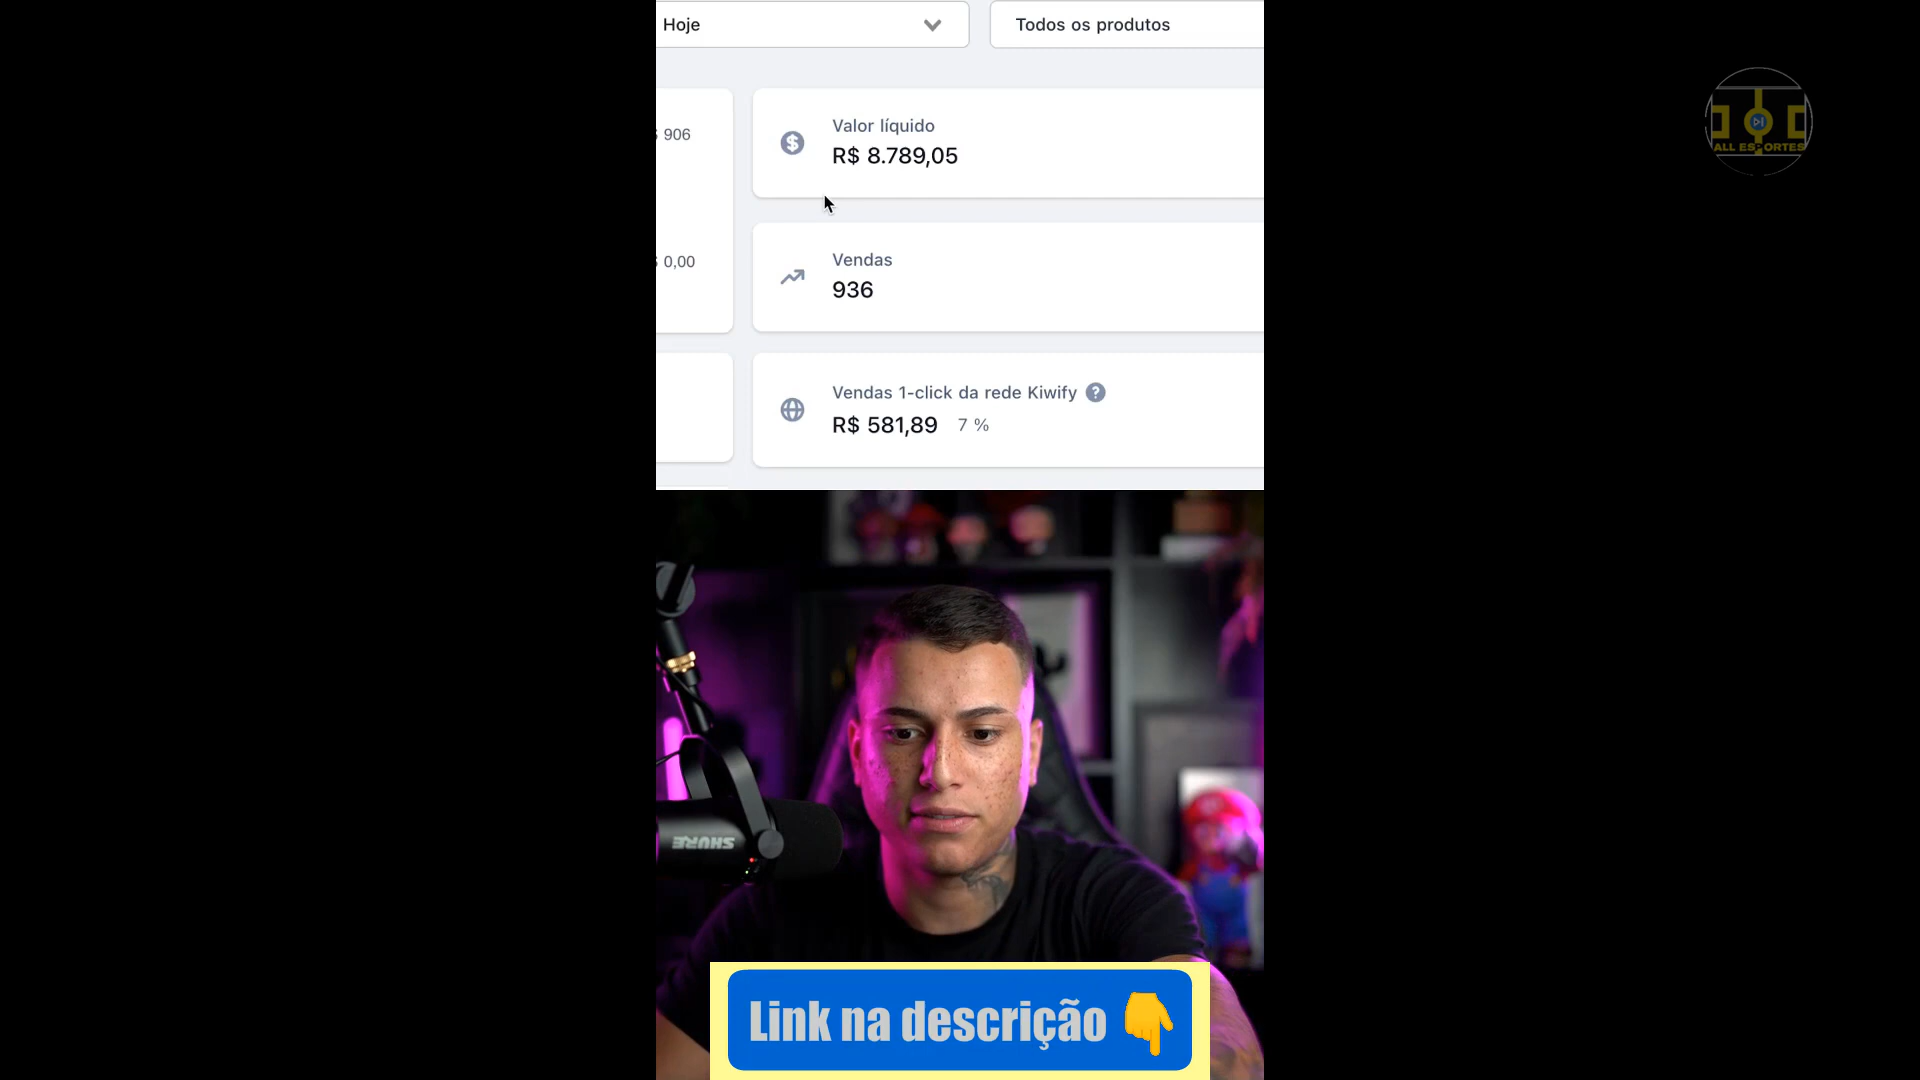 Hoje
Todos os produtos
906
Valor líquido
R$ 8.789,05
0,00
Vendas
936
Vendas 1-click da rede Kiwify ?
R$ 581,89 7 %
ALL ESPORTES
SHURE
Link na descrição